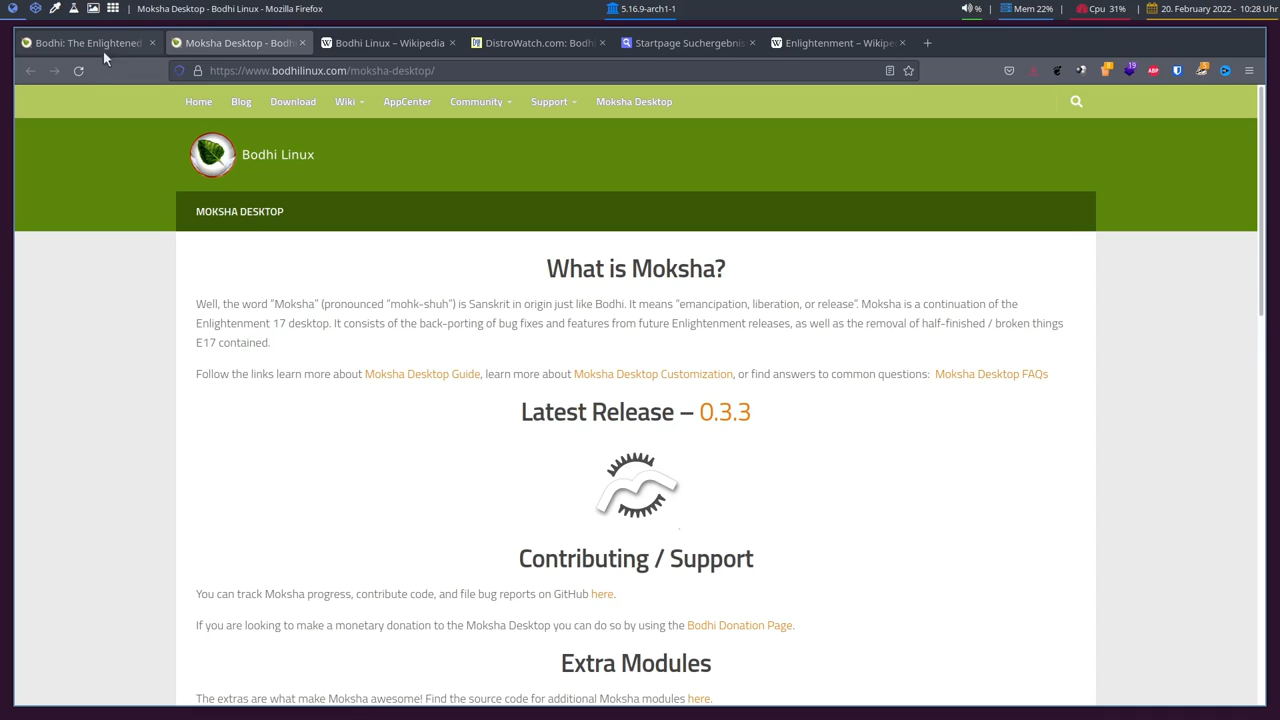 Moksha Desktop - Bodhi Linux - Mozilla Firefox
5.16.9-arch1-1
%
Mem 22%
Cpu 31%
20. February 2022 - 10:28 Uhr
Bodhi: The Enlightened
Moksha Desktop - Bodhi
Bodhi Linux – Wikipedia
DistroWatch.com: Bodh
Startpage Suchergebnis
Enlightenment – Wikipe
https://www.bodhilinux.com/moksha-desktop/
8
19
ABP
5
Home
Blog
Download
Wiki
AppCenter
Community
Support
Moksha Desktop
Bodhi Linux
MOKSHA DESKTOP
What is Moksha?
Well, the word “Moksha” (pronounced “mohk-shuh”) is Sanskrit in origin just like Bodhi. It means “emancipation, liberation, or release”. Moksha is a continuation of the
Enlightenment 17 desktop. It consists of the back-porting of bug fixes and features from future Enlightenment releases, as well as the removal of half-finished / broken things
E17 contained.
Follow the links learn more about Moksha Desktop Guide, learn more about Moksha Desktop Customization, or find answers to common questions: Moksha Desktop FAQs
Latest Release – 0.3.3
Contributing / Support
You can track Moksha progress, contribute code, and file bug reports on GitHub here.
If you are looking to make a monetary donation to the Moksha Desktop you can do so by using the Bodhi Donation Page.
Extra Modules
The extras are what make Moksha awesome! Find the source code for additional Moksha modules here.